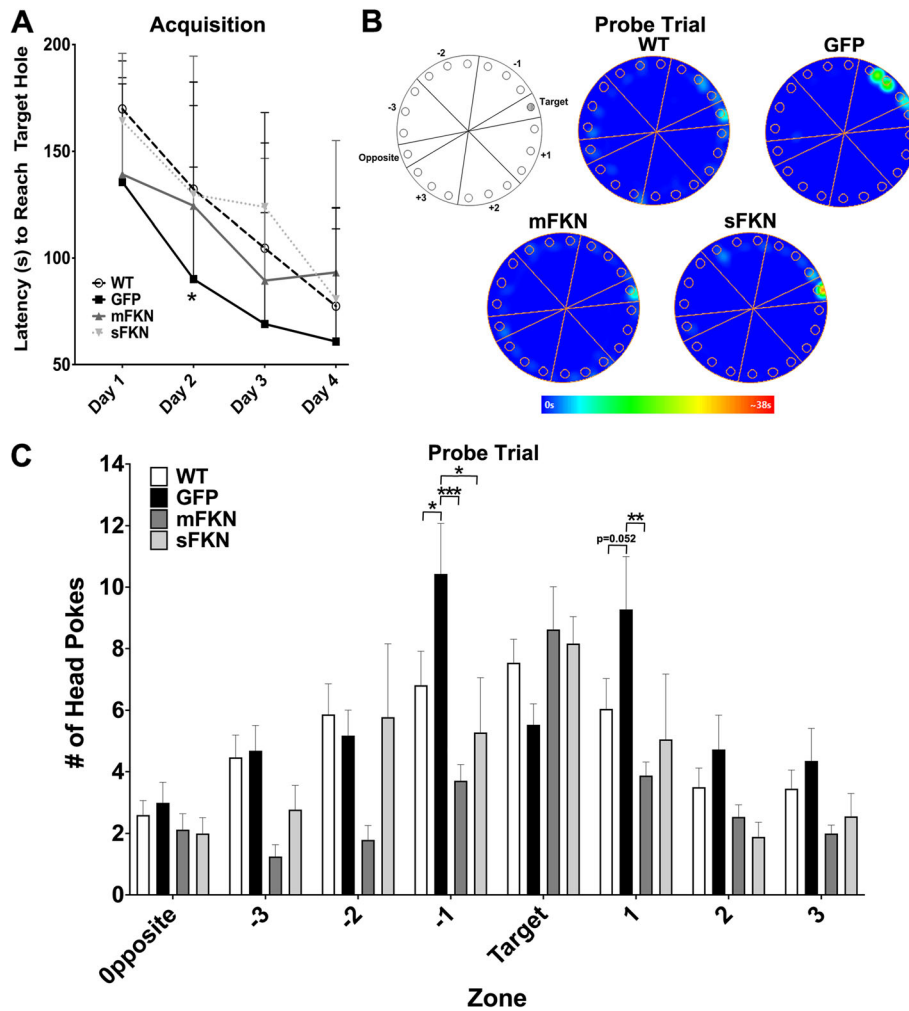 A
Acquisition
Latency (s) to Reach Target Hole
200
150
100
50
WT
GFP
mFKN
sFKN
*
Day 1
Day 2
Day 3
Day 4
B
Probe Trial
WT
GFP
-2
-1
-3
Target
Opposite
+1
+3
+2
mFKN
sFKN
0s
~38s
C
Probe Trial
# of Head Pokes
14
12
10
8
6
4
2
0
WT
GFP
mFKN
sFKN
*
***
*
p=0.052
**
0pposite
-3
-2
-1
Target
1
2
3
Zone